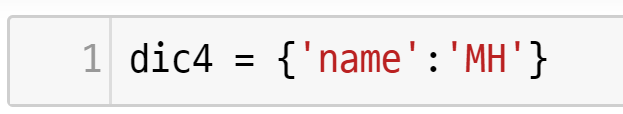 1 dic4 = {'name':'MH'}